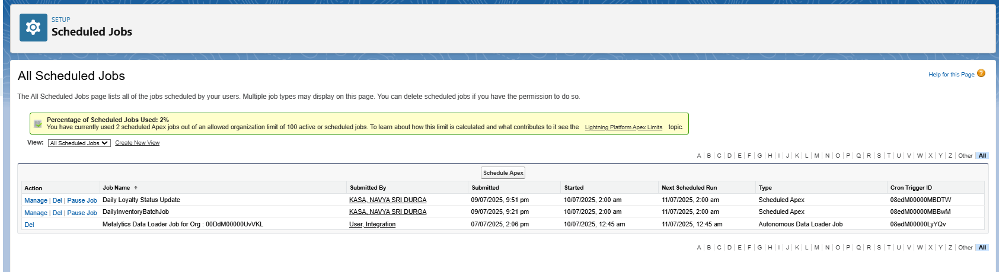 SETUP
Scheduled Jobs
All Scheduled Jobs
Help for this Page ?
The All Scheduled Jobs page lists all of the jobs scheduled by your users. Multiple job types may display on this page. You can delete scheduled jobs if you have the permission to do so.
Percentage of Scheduled Jobs Used: 2%
You have currently used 2 scheduled Apex jobs out of an allowed organization limit of 100 active or scheduled jobs. To learn about how this limit is calculated and what contributes to it see the Lightning Platform Apex Limits topic.
View: All Scheduled Jobs Create New View
A | B | C | D | E | F | G | H | I | J | K | L | M | N | O | P | Q | R | S | T | U | V | W | X | Y | Z | Other | All
Schedule Apex
Action Job Name ↑ Submitted By Submitted Started Next Scheduled Run Type Cron Trigger ID
Manage | Del | Pause Job Daily Loyalty Status Update KASA, NAVYA SRI DURGA 09/07/2025, 9:51 pm 10/07/2025, 2:00 am 11/07/2025, 2:00 am Scheduled Apex 08edM00000MBDTW
Manage | Del | Pause Job DailyInventoryBatchJob KASA, NAVYA SRI DURGA 09/07/2025, 9:21 pm 10/07/2025, 2:00 am 11/07/2025, 2:00 am Scheduled Apex 08edM00000MBBwM
Del Metalytics Data Loader Job for Org : 00DdM00000UvVKL User, Integration 07/07/2025, 2:06 pm 10/07/2025, 12:45 am 11/07/2025, 12:45 am Autonomous Data Loader Job 08edM00000LyYQv
A | B | C | D | E | F | G | H | I | J | K | L | M | N | O | P | Q | R | S | T | U | V | W | X | Y | Z | Other | All